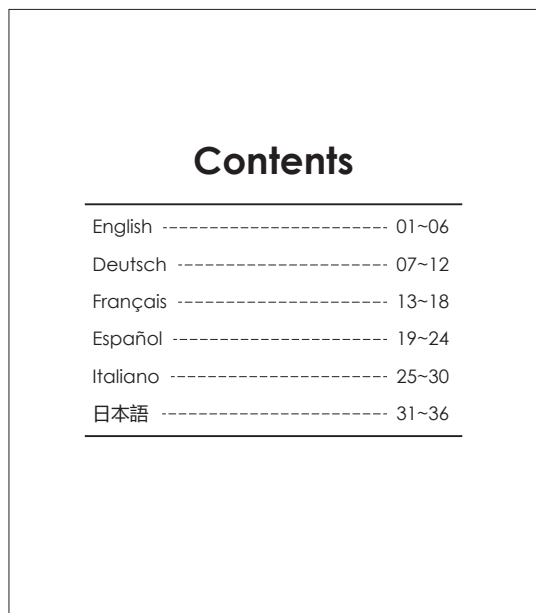 Contents
English ------------------------ 01~06
Deutsch ---------------------- 07~12
Français ---------------------- 13~18
Español ----------------------- 19~24
Italiano ----------------------- 25~30
日本語 ------------------------ 31~36